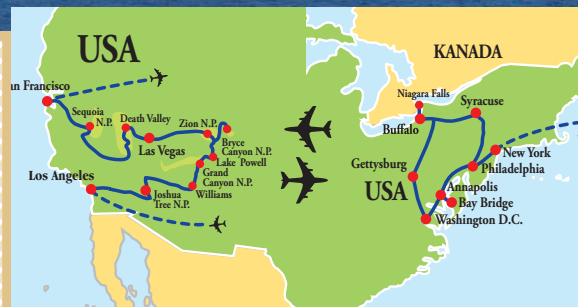 USA
KANADA
an Francisco
Sequoia
N.P.
Death Valley
Las Vegas
Zion N.P.
Bryce
Canyon N.P.
Lake Powell
Grand
Canyon N.P.
Williams
Los Angeles
Joshua
Tree N.P.
Niagara Falls
Buffalo
Syracuse
New York
Philadelphia
Gettysburg
USA
Annapolis
Bay Bridge
Washington D.C.